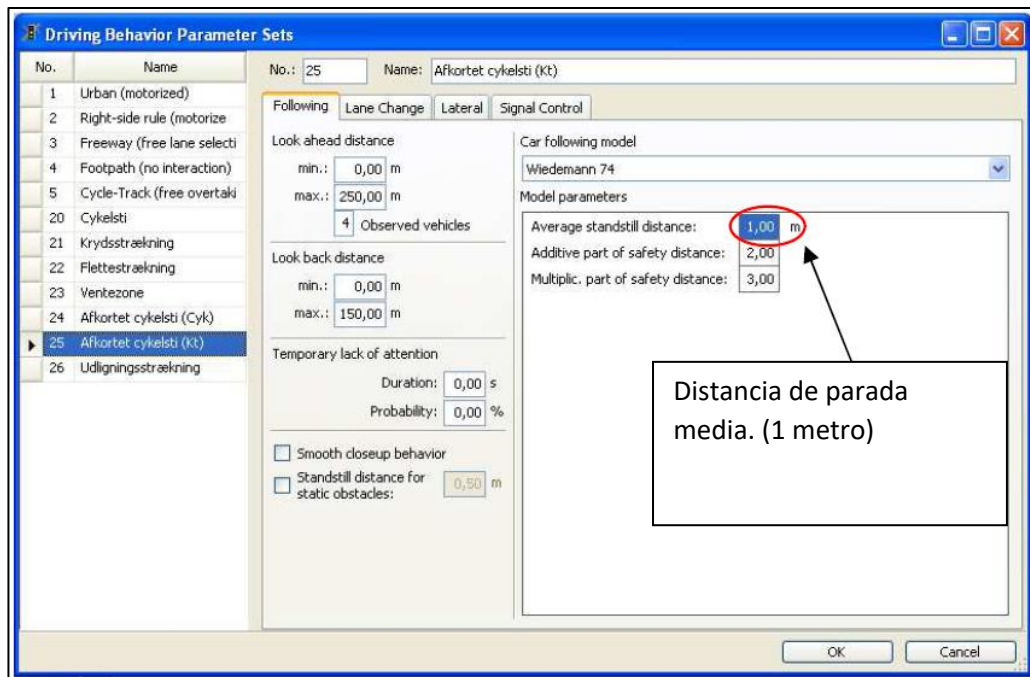 Driving Behavior Parameter Sets
No. Name
1 Urban (motorized)
2 Right-side rule (motorize
3 Freeway (free lane selecti
4 Footpath (no interaction)
5 Cycle-Track (free overtaki
20 Cykelsti
21 Krydsstrækning
22 Flettestrækning
23 Ventezone
24 Afkortet cykelsti (Cyk)
25 Afkortet cykelsti (Kt)
26 Udligningsstrækning
No.: 25 Name: Afkortet cykelsti (Kt)
Following Lane Change Lateral Signal Control
Look ahead distance
min.: 0,00 m
max.: 250,00 m
4 Observed vehicles
Look back distance
min.: 0,00 m
max.: 150,00 m
Temporary lack of attention
Duration: 0,00 s
Probability: 0,00 %
Smooth closeup behavior
Standstill distance for
static obstacles: 0,50 m
Car following model
Wiedemann 74
Model parameters
Average standstill distance: 1,00 m
Additive part of safety distance: 2,00
Multiplic. part of safety distance: 3,00
Distancia de parada
media. (1 metro)
OK Cancel